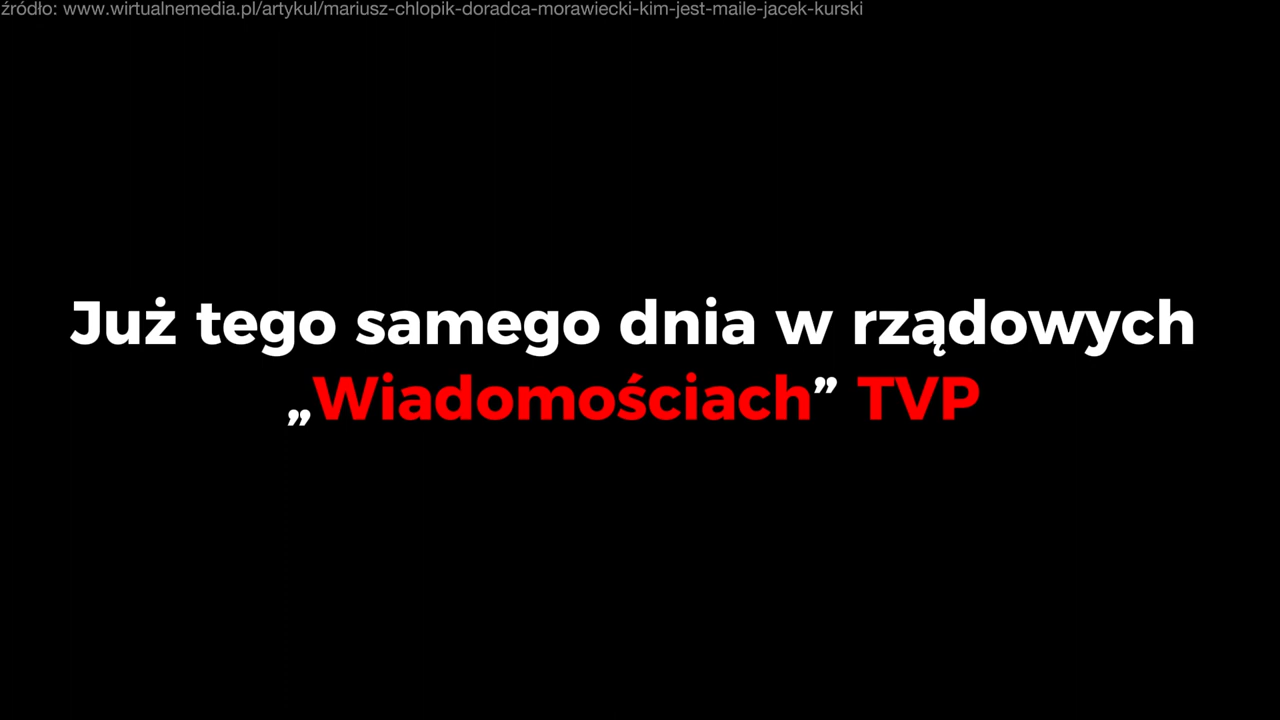 źródło: www.wirtualnemedia.pl/artykul/mariusz-chlopik-doradca-morawiecki-kim-jest-maile-jacek-kurski
Już tego samego dnia w rządowych
„Wiadomościach” TVP